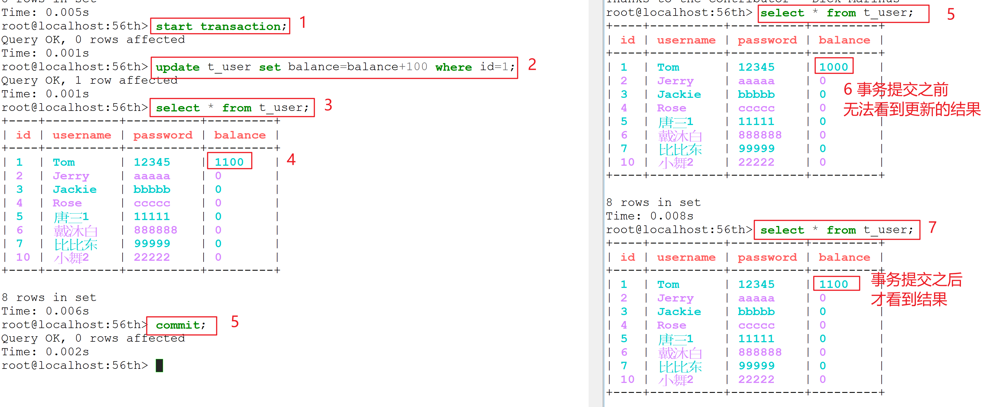 8 rows in set
Time: 0.005s
root@localhost:56th> start transaction; 1
Query OK, 0 rows affected
Time: 0.001s
root@localhost:56th> update t_user set balance=balance+100 where id=1; 2
Query OK, 1 row affected
Time: 0.001s
root@localhost:56th> select * from t_user; 3
+----+----------+----------+---------+
| id | username | password | balance |
+----+----------+----------+---------+
| 1 | Tom | 12345 | 1100 | 4
| 2 | Jerry | aaaaa | 0 |
| 3 | Jackie | bbbbb | 0 |
| 4 | Rose | ccccc | 0 |
| 5 | 唐三1 | 11111 | 0 |
| 6 | 戴沐白 | 888888 | 0 |
| 7 | 比比东 | 99999 | 0 |
| 10 | 小舞2 | 22222 | 0 |
+----+----------+----------+---------+
8 rows in set
Time: 0.006s
root@localhost:56th> commit; 5
Query OK, 0 rows affected
Time: 0.002s
root@localhost:56th>
Thanks to the contributor - Dick Marinus
root@localhost:56th> select * from t_user; 5
+----+----------+----------+---------+
| id | username | password | balance |
+----+----------+----------+---------+
| 1 | Tom | 12345 | 1000 |
| 2 | Jerry | aaaaa | 0 |
| 3 | Jackie | bbbbb | 0 |
| 4 | Rose | ccccc | 0 |
| 5 | 唐三1 | 11111 | 0 |
| 6 | 戴沐白 | 888888 | 0 |
| 7 | 比比东 | 99999 | 0 |
| 10 | 小舞2 | 22222 | 0 |
+----+----------+----------+---------+
6 事务提交之前
无法看到更新的结果
8 rows in set
Time: 0.008s
root@localhost:56th> select * from t_user; 7
+----+----------+----------+---------+
| id | username | password | balance |
+----+----------+----------+---------+
| 1 | Tom | 12345 | 1100 |
| 2 | Jerry | aaaaa | 0 |
| 3 | Jackie | bbbbb | 0 |
| 4 | Rose | ccccc | 0 |
| 5 | 唐三1 | 11111 | 0 |
| 6 | 戴沐白 | 888888 | 0 |
| 7 | 比比东 | 99999 | 0 |
| 10 | 小舞2 | 22222 | 0 |
+----+----------+----------+---------+
事务提交之后
才看到结果